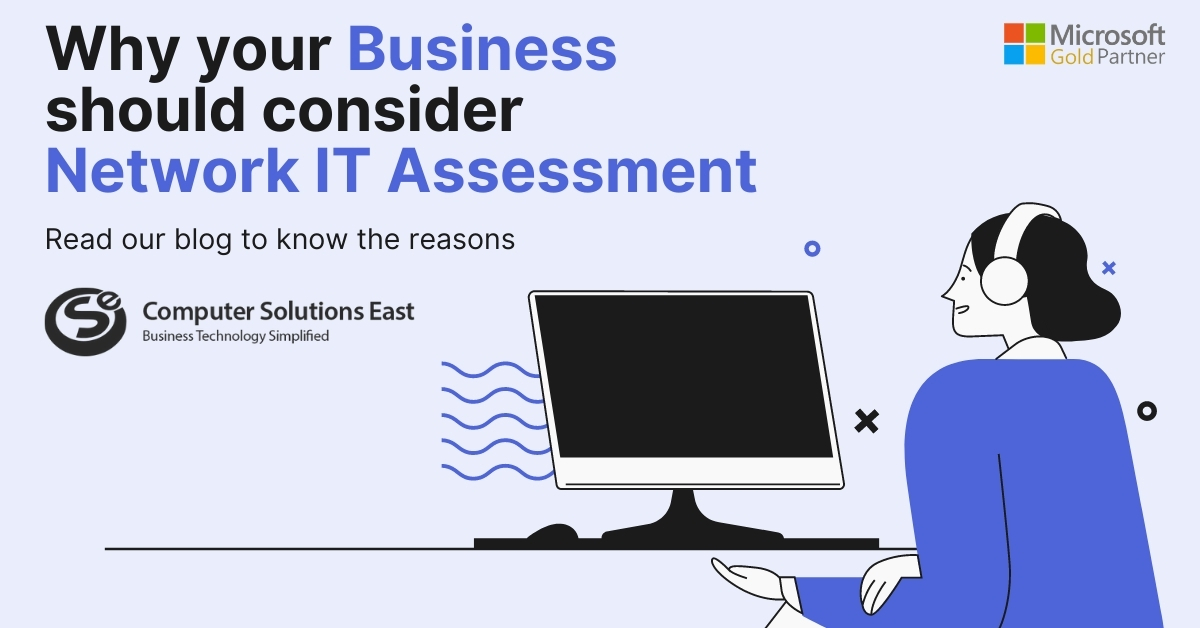 Why your Business
should consider
Network IT Assessment
Read our blog to know the reasons
Computer Solutions East
Business Technology Simplified
Microsoft
Gold Partner